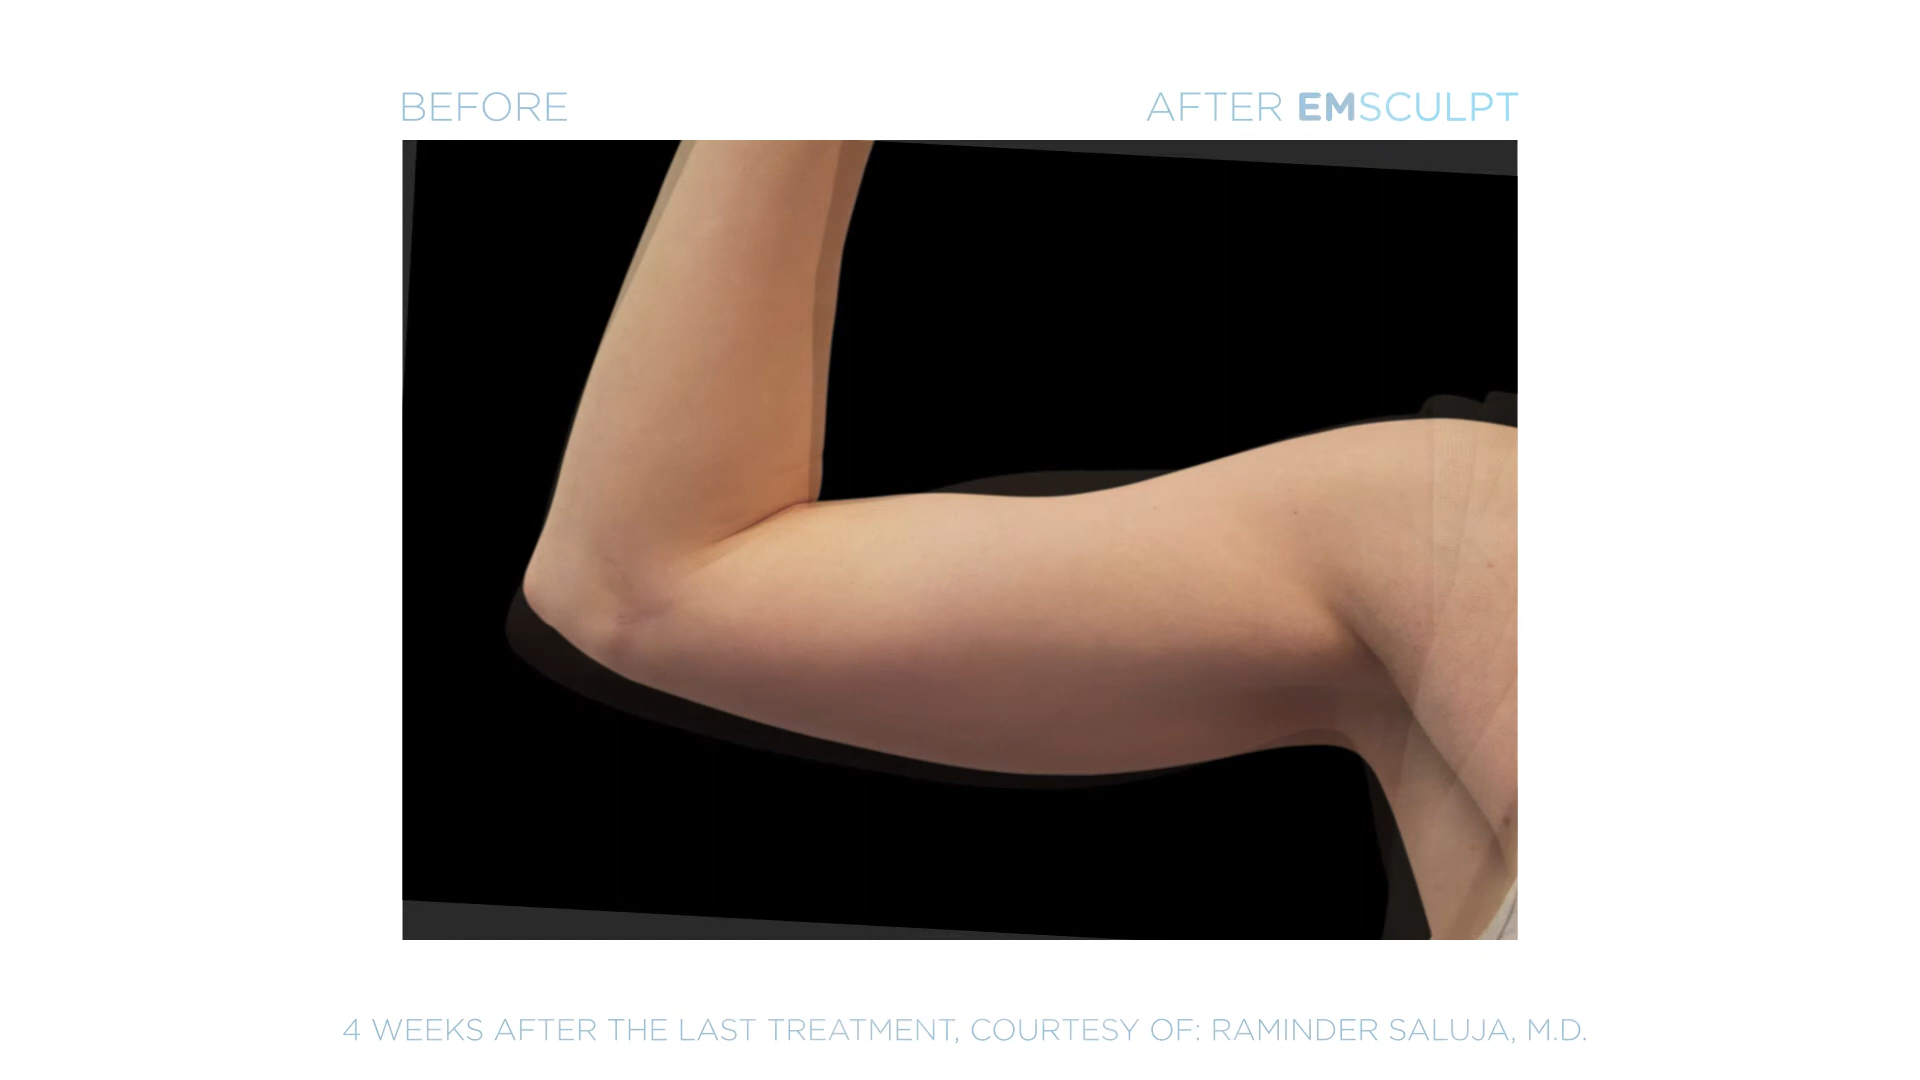 BEFORE
AFTER EMSCULPT
4 WEEKS AFTER THE LAST TREATMENT, COURTESY OF: RAMINDER SALUJA, M.D.